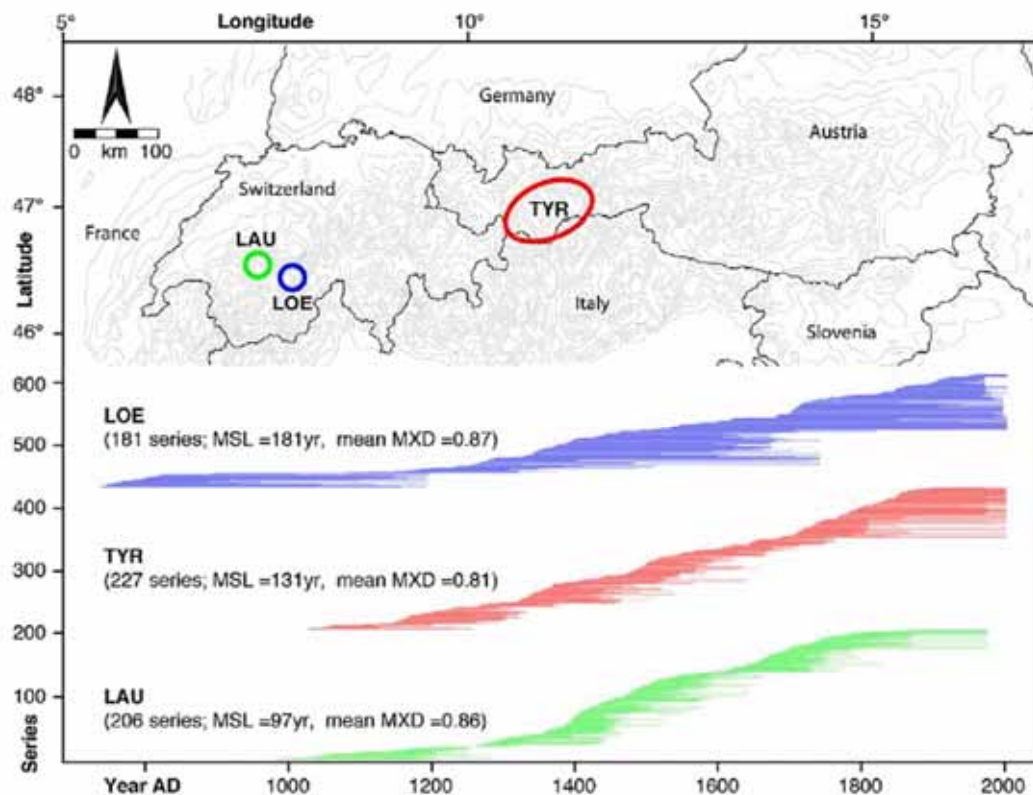 5° Longitude 10° 15°
48°
Germany
Austria
0 km 100
Switzerland
47°
TYR
France
LAU
Latitude
LOE
Italy
46°
Slovenia
600
LOE
500
(181 series; MSL =181yr, mean MXD =0.87)
400
TYR
300
(227 series; MSL =131yr, mean MXD =0.81)
200
LAU
100
(206 series; MSL =97yr, mean MXD =0.86)
Series
Year AD 1000 1200 1400 1600 1800 2000